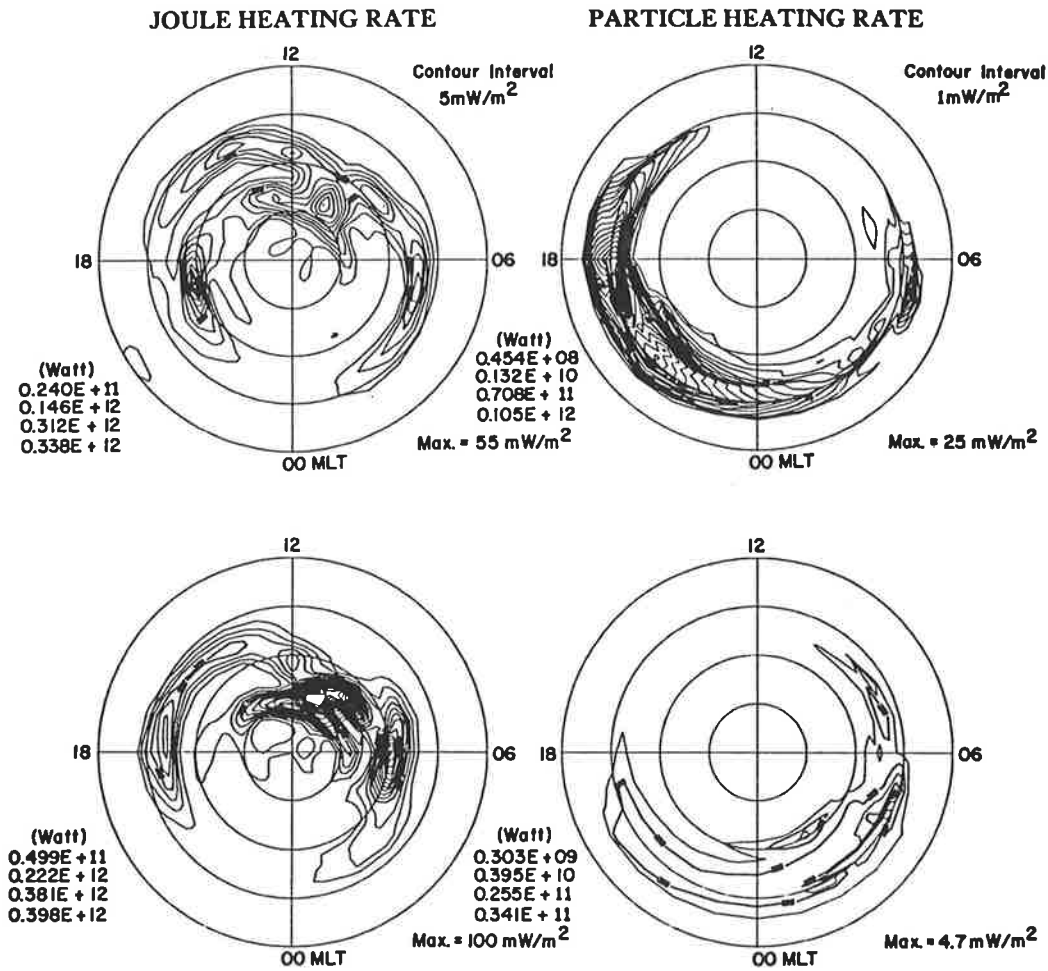 JOULE HEATING RATE
PARTICLE HEATING RATE
12
Contour Interval
5mW/m²
18
06
(Watt)
0.240E + 11
0.146E + 12
0.312E + 12
0.338E + 12
Max. = 55 mW/m²
00 MLT
12
Contour Interval
1mW/m²
18
06
(Watt)
0.454E + 08
0.132E + 10
0.708E + 11
0.105E + 12
Max. = 25 mW/m²
00 MLT
12
18
06
(Watt)
0.499E + 11
0.222E + 12
0.381E + 12
0.398E + 12
Max. = 100 mW/m²
00 MLT
12
18
06
(Watt)
0.303E + 09
0.395E + 10
0.255E + 11
0.341E + 11
Max. = 4.7 mW/m²
00 MLT